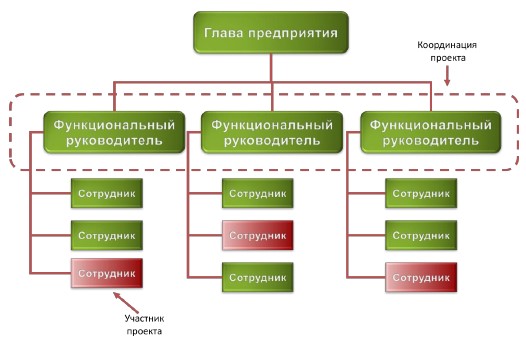 Глава предприятия
Координация
проекта
Функциональный
руководитель
Функциональный
руководитель
Функциональный
руководитель
Сотрудник
Сотрудник
Сотрудник
Сотрудник
Сотрудник
Сотрудник
Сотрудник
Сотрудник
Сотрудник
Участник
проекта